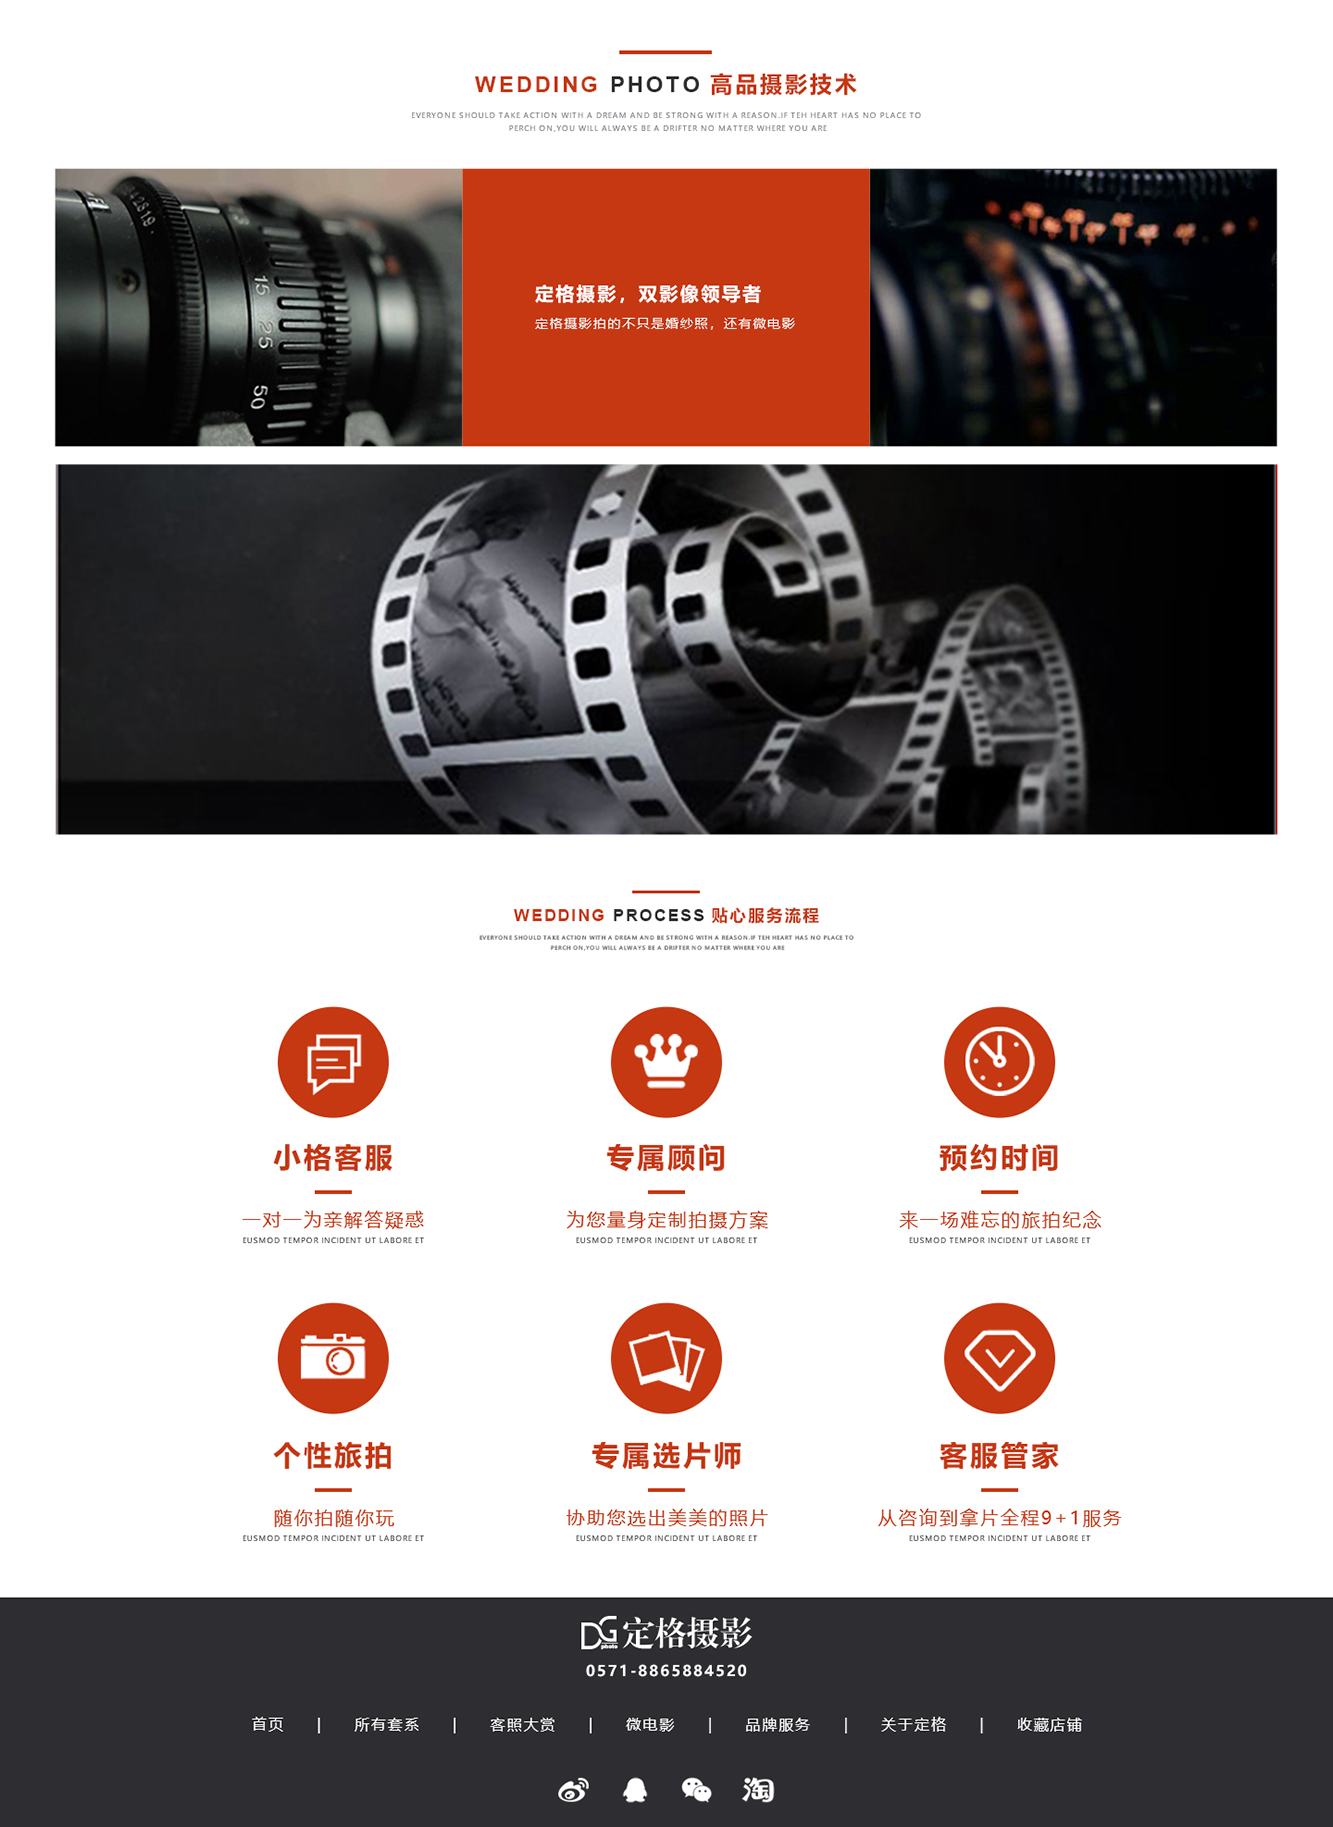 WEDDING PHOTO 高品摄影技术
EVERYONE SHOULD TAKE ACTION WITH A DREAM AND BE STRONG WITH A REASON.IF TEH HEART HAS NO PLACE TO
PERCH ON,YOU WILL ALWAYS BE A DRIFTER NO MATTER WHERE YOU ARE
15
25
50
定格摄影，双影像领导者
定格摄影拍的不只是婚纱照，还有微电影
WEDDING PROCESS 贴心服务流程
EVERYONE SHOULD TAKE ACTION WITH A DREAM AND BE STRONG WITH A REASON.IF TEH HEART HAS NO PLACE TO
PERCH ON,YOU WILL ALWAYS BE A DRIFTER NO MATTER WHERE YOU ARE
小格客服
一对一为亲解答疑惑
EUSMOD TEMPOR INCIDENT UT LABORE ET
专属顾问
为您量身定制拍摄方案
EUSMOD TEMPOR INCIDENT UT LABORE ET
预约时间
来一场难忘的旅拍纪念
EUSMOD TEMPOR INCIDENT UT LABORE ET
个性旅拍
随你拍随你玩
EUSMOD TEMPOR INCIDENT UT LABORE ET
专属选片师
协助您选出美美的照片
EUSMOD TEMPOR INCIDENT UT LABORE ET
客服管家
从咨询到拿片全程9+1服务
EUSMOD TEMPOR INCIDENT UT LABORE ET
DG photo 定格摄影
0571-8865884520
首页 | 所有套系 | 客照大赏 | 微电影 | 品牌服务 | 关于定格 | 收藏店铺
淘